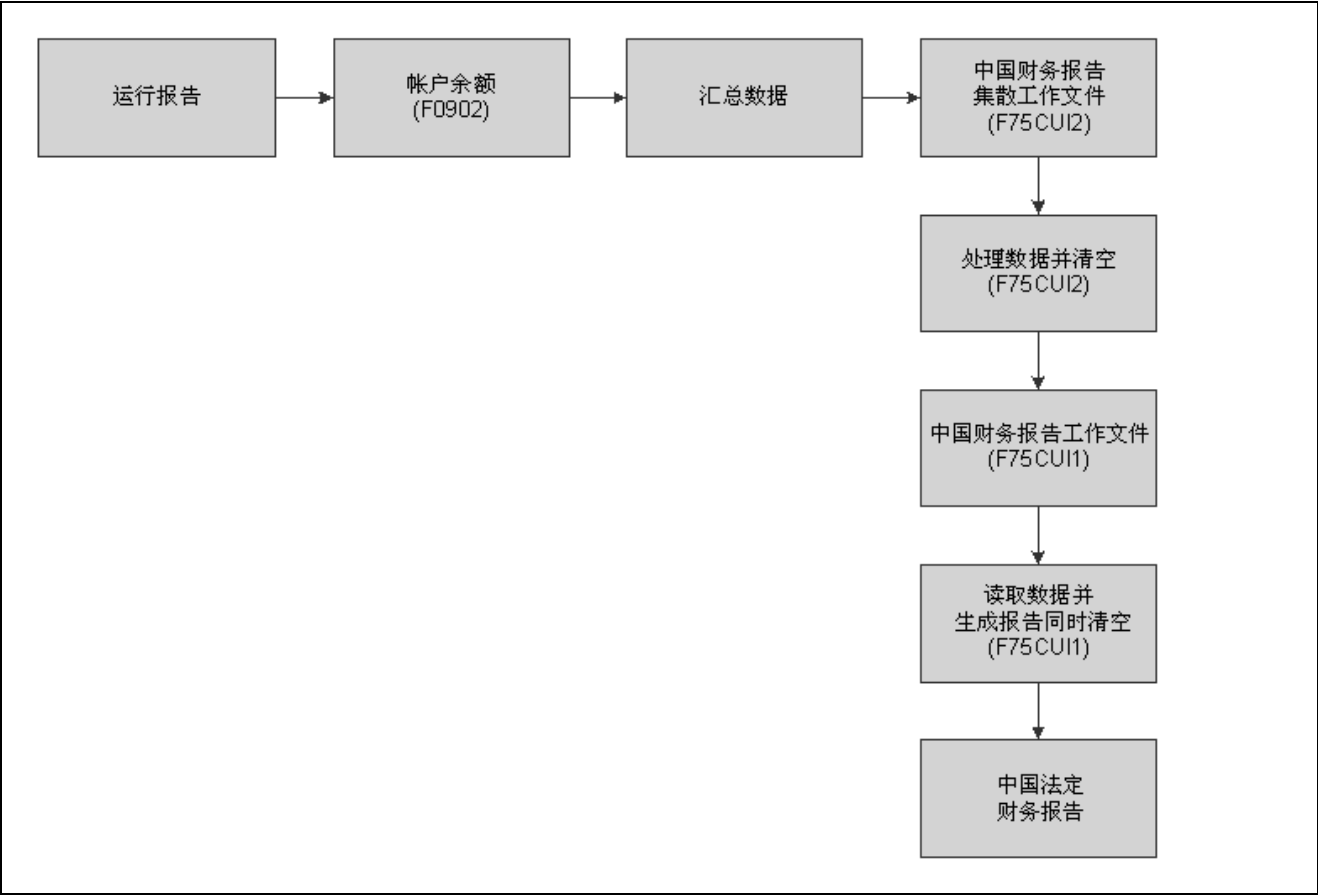 运行报告
帐户余额
(F0902)
汇总数据
中国财务报告
集散工作文件
(F75CUI2)
处理数据并清空
(F75CUI2)
中国财务报告工作文件
(F75CUI1)
读取数据并
生成报告同时清空
(F75CUI1)
中国法定
财务报告